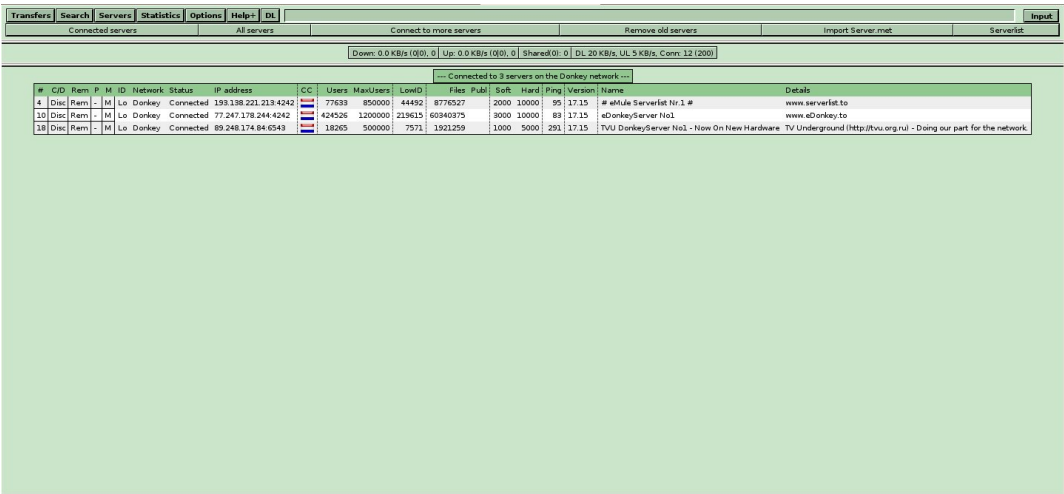 Transfers Search Servers Statistics Options Help+ DL Input
Connected servers All servers Connect to more servers Remove old servers Import Server.met Serverlist
Down: 0.0 KB/s (0|0), 0 Up: 0.0 KB/s (0|0), 0 Shared(0): 0 DL 20 KB/s, UL 5 KB/s, Conn: 12 (200)
--- Connected to 3 servers on the Donkey network ---
# C/D Rem P M ID Network Status IP address CC Users MaxUsers LowID Files Publ Soft Hard Ping Version Name Details
4 Disc Rem - M Lo Donkey Connected 193.138.221.213:4242 77633 850000 44492 8776527 2000 10000 95 17.15 # eMule Serverlist Nr.1 # www.serverlist.to
10 Disc Rem - M Lo Donkey Connected 77.247.178.244:4242 424526 1200000 219615 60340375 3000 10000 83 17.15 eDonkeyServer No1 www.eDonkey.to
18 Disc Rem - M Lo Donkey Connected 89.248.174.84:6543 18265 500000 7571 1921259 1000 5000 291 17.15 TVU DonkeyServer No1 - Now On New Hardware TV Underground (http://tvu.org.ru) - Doing our part for the network.